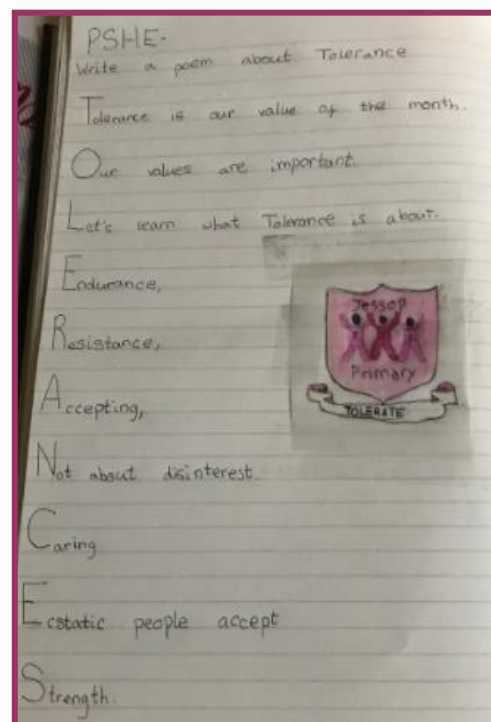 PSHE-
Write a poem about Tolerance
Tolerance is our value of the month.
Our values are important.
Let's learn what Tolerance is about.
Endurance,
Resistance,
Jessop
Primary
TOLERATE
Accepting,
Not about disinterest.
Caring
Ecstatic people accept
Strength.